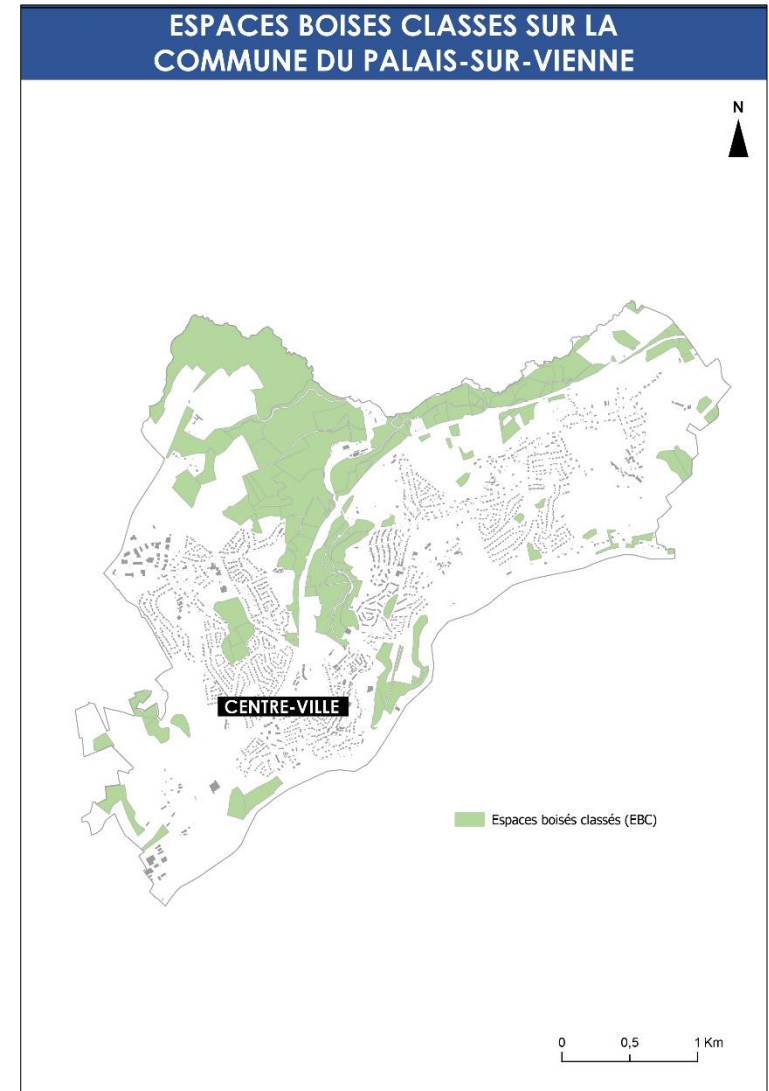 ESPACES BOISES CLASSES SUR LA
COMMUNE DU PALAIS-SUR-VIENNE
N
CENTRE-VILLE
Espaces boisés classés (EBC)
0 0,5 1 Km